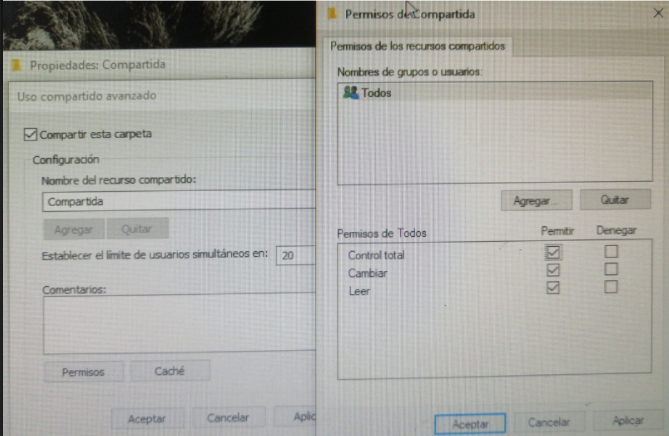 Propiedades: Compartida
Uso compartido avanzado
Compartir esta carpeta
Configuración
Nombre del recurso compartido:
Compartida
Agregar
Quitar
Establecer el límite de usuarios simultáneos en:
20
Comentarios:
Permisos
Caché
Aceptar
Cancelar
Permisos de Compartida
Permisos de los recursos compartidos
Nombres de grupos o usuarios:
Todos
Agregar...
Quitar
Permisos de Todos
Permitir
Denegar
Control total
Cambiar
Leer
Aceptar
Cancelar
Aplicar